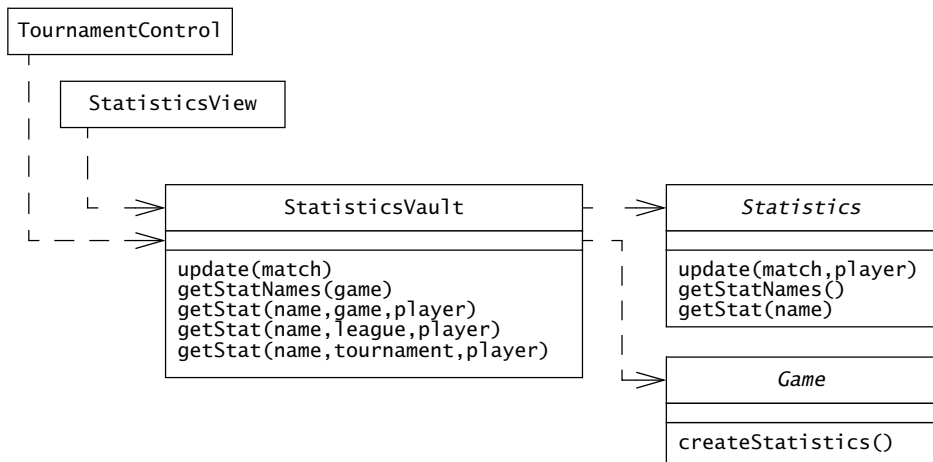 TournamentControl
StatisticsView
StatisticsVault
update(match)
getStatNames(game)
getStat(name,game,player)
getStat(name,league,player)
getStat(name,tournament,player)
Statistics
update(match,player)
getStatNames()
getStat(name)
Game
createStatistics()